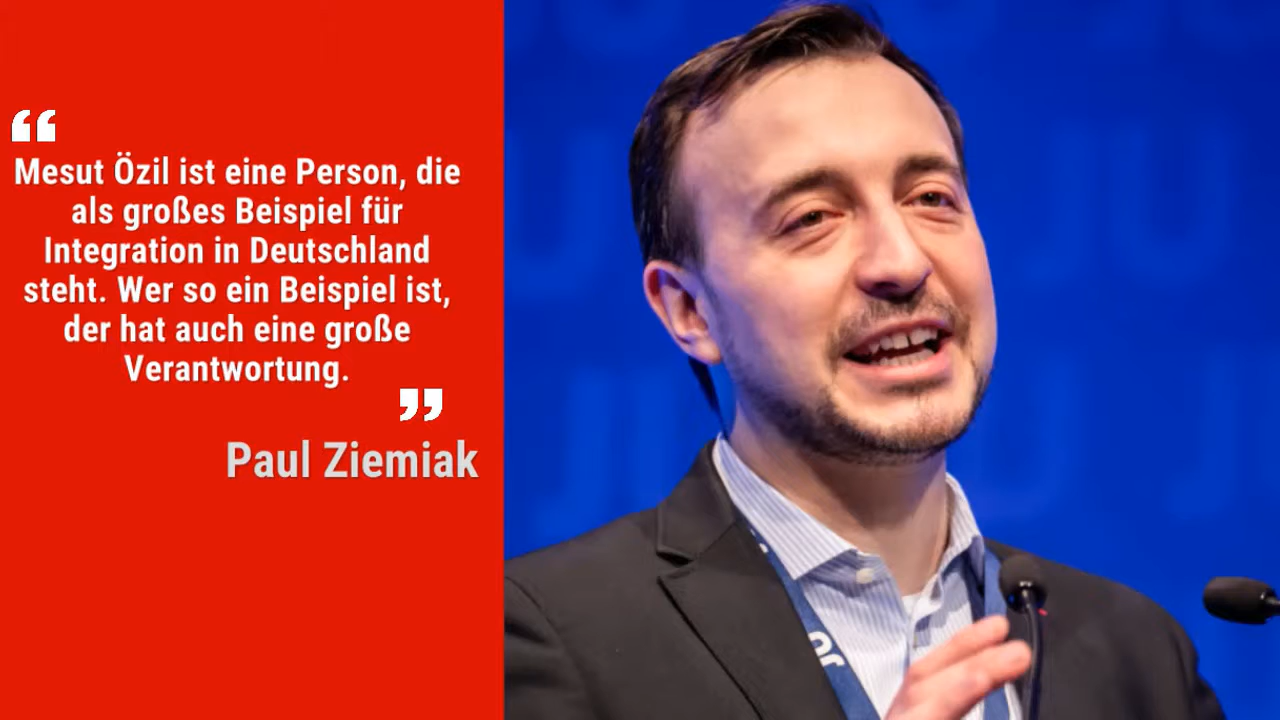 “
Mesut Özil ist eine Person, die
als großes Beispiel für
Integration in Deutschland
steht. Wer so ein Beispiel ist,
der hat auch eine große
Verantwortung.
”
Paul Ziemiak